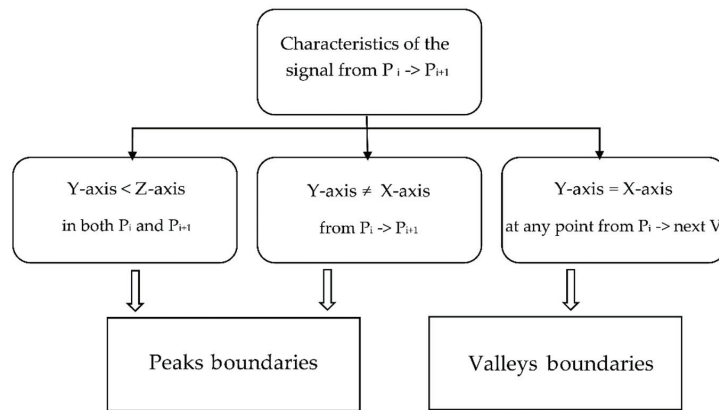 Characteristics of the
signal from P i -> Pi+1
Y-axis < Z-axis
in both Pi and Pi+1
Y-axis ≠ X-axis
from Pi -> Pi+1
Y-axis = X-axis
at any point from Pi -> next V
Peaks boundaries
Valleys boundaries